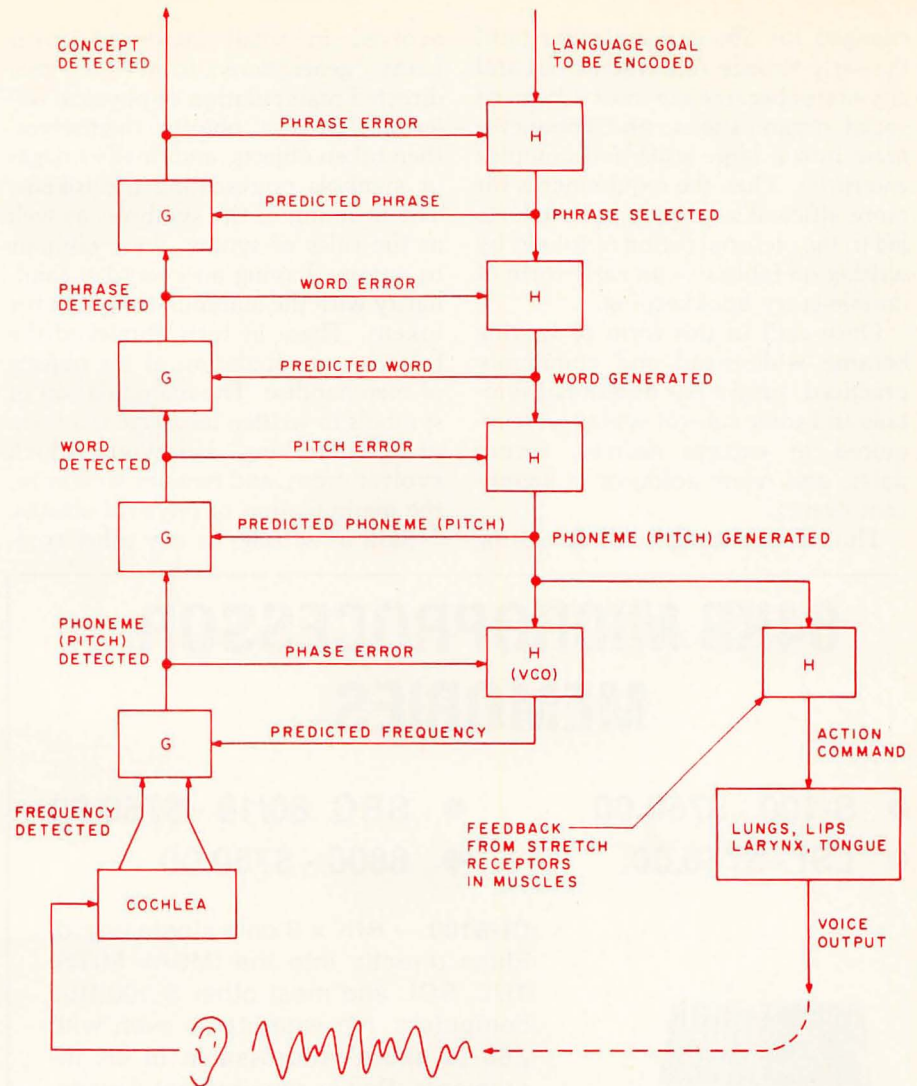 CONCEPT
DETECTED
LANGUAGE GOAL
TO BE ENCODED
PHRASE ERROR
H
G
PREDICTED PHRASE
PHRASE SELECTED
PHRASE
DETECTED
WORD ERROR
H
G
PREDICTED WORD
WORD GENERATED
WORD
DETECTED
PITCH ERROR
H
G
PREDICTED PHONEME (PITCH)
PHONEME (PITCH) GENERATED
PHONEME
(PITCH)
DETECTED
PHASE ERROR
H
(VCO)
H
G
PREDICTED FREQUENCY
ACTION
COMMAND
FREQUENCY
DETECTED
FEEDBACK
FROM STRETCH
RECEPTORS
IN MUSCLES
LUNGS, LIPS
LARYNX, TONGUE
COCHLEA
VOICE
OUTPUT